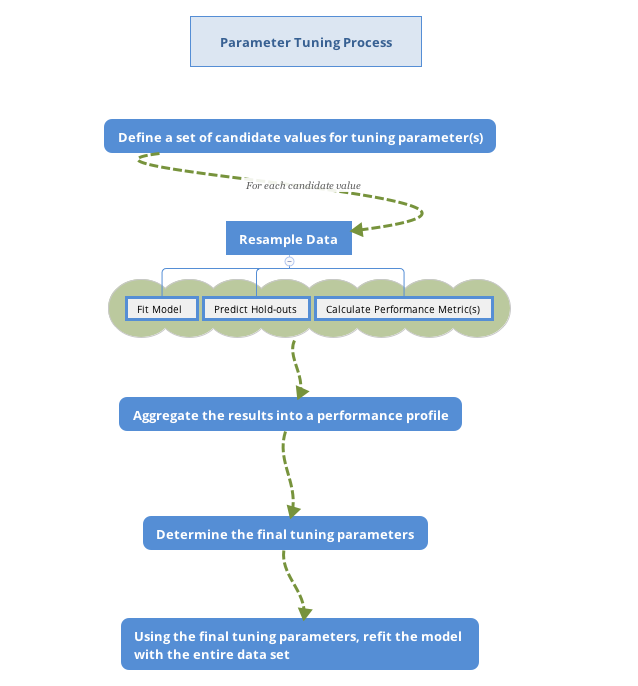 Parameter Tuning Process
Define a set of candidate values for tuning parameter(s)
For each candidate value
Resample Data
Fit Model
Predict Hold-outs
Calculate Performance Metric(s)
Aggregate the results into a performance profile
Determine the final tuning parameters
Using the final tuning parameters, refit the model
with the entire data set